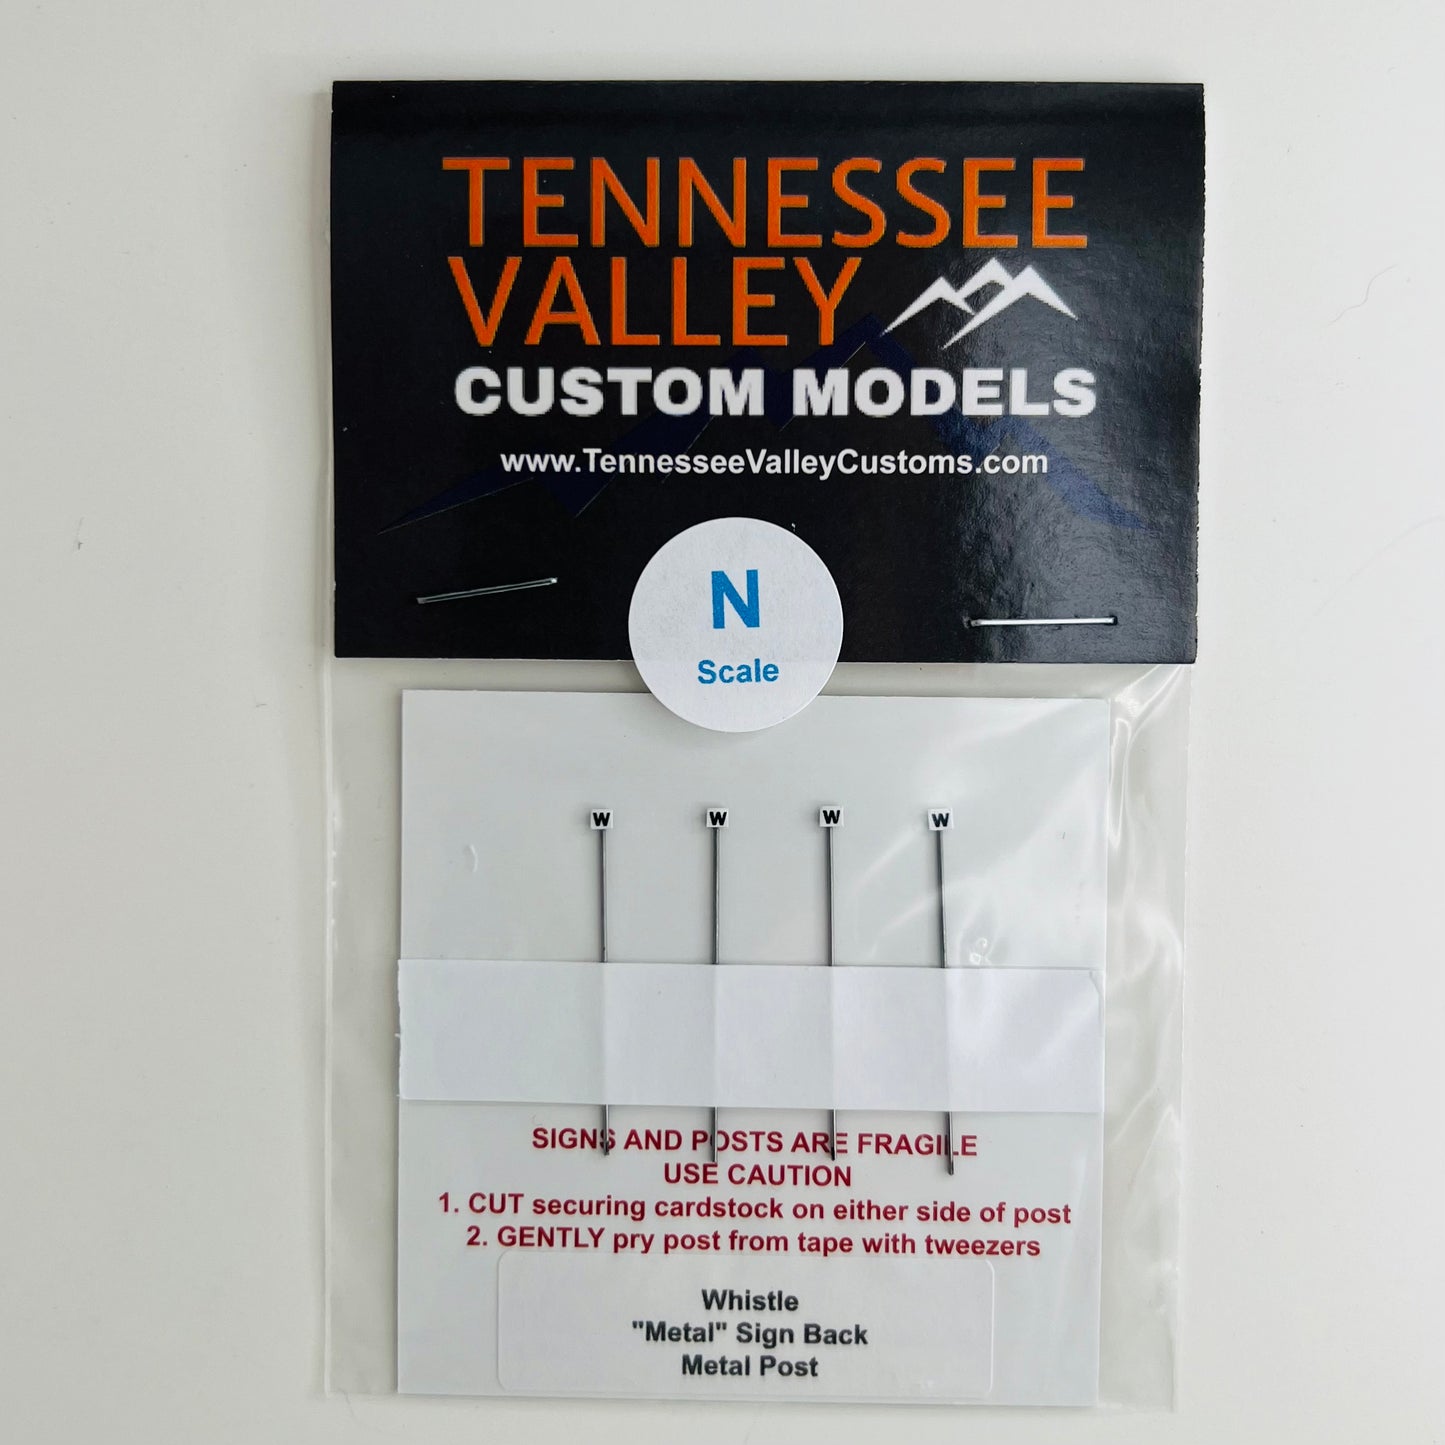 TENNESSEE
VALLEY
CUSTOM MODELS
www.TennesseeValleyCustoms.com
N
Scale
W W W W
SIGNS AND POSTS ARE FRAGILE
USE CAUTION
1. CUT securing cardstock on either side of post
2. GENTLY pry post from tape with tweezers
Whistle
"Metal" Sign Back
Metal Post